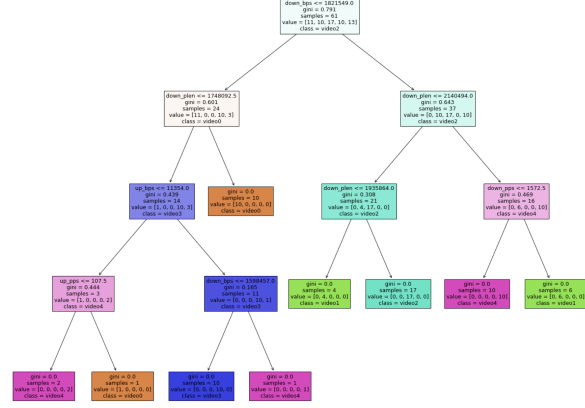 down_bps <= 1821549.0
gini = 0.791
samples = 61
value = [11, 10, 17, 10, 13]
class = video2
down_plen <= 1748092.5
gini = 0.601
samples = 24
value = [11, 0, 0, 10, 3]
class = video0
down_plen <= 2140494.0
gini = 0.643
samples = 37
value = [0, 10, 17, 0, 10]
class = video2
up_bps <= 11354.0
gini = 0.439
samples = 14
value = [1, 0, 0, 10, 3]
class = video3
gini = 0.0
samples = 10
value = [10, 0, 0, 0, 0]
class = video0
down_plen <= 1935864.0
gini = 0.308
samples = 21
value = [0, 4, 17, 0, 0]
class = video2
down_pps <= 1572.5
gini = 0.469
samples = 16
value = [0, 6, 0, 0, 10]
class = video4
up_pps <= 107.5
gini = 0.444
samples = 3
value = [1, 0, 0, 0, 2]
class = video4
down_bps <= 1598457.0
gini = 0.165
samples = 11
value = [0, 0, 0, 10, 1]
class = video3
gini = 0.0
samples = 4
value = [0, 4, 0, 0, 0]
class = video1
gini = 0.0
samples = 17
value = [0, 0, 17, 0, 0]
class = video2
gini = 0.0
samples = 10
value = [0, 0, 0, 0, 10]
class = video4
gini = 0.0
samples = 6
value = [0, 6, 0, 0, 0]
class = video1
gini = 0.0
samples = 2
value = [0, 0, 0, 0, 2]
class = video4
gini = 0.0
samples = 1
value = [1, 0, 0, 0, 0]
class = video0
gini = 0.0
samples = 10
value = [0, 0, 0, 10, 0]
class = video3
gini = 0.0
samples = 1
value = [0, 0, 0, 0, 1]
class = video4